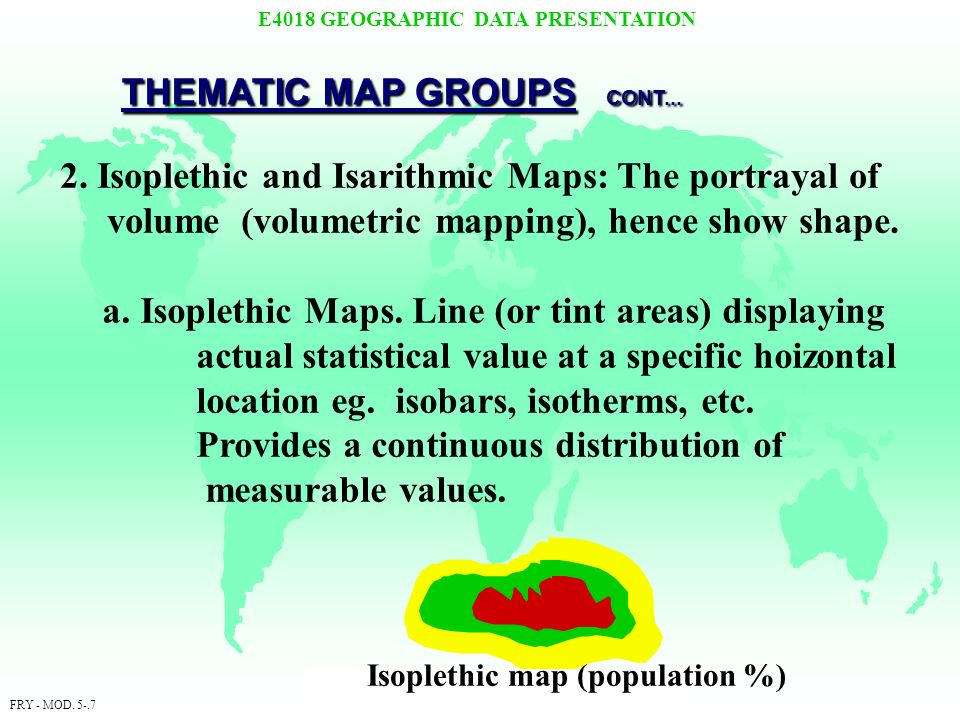 E4018 GEOGRAPHIC DATA PRESENTATION
THEMATIC MAP GROUPS CONT...
2. Isoplethic and Isarithmic Maps: The portrayal of
volume (volumetric mapping), hence show shape.
a. Isoplethic Maps. Line (or tint areas) displaying
actual statistical value at a specific hoizontal
location eg. isobars, isotherms, etc.
Provides a continuous distribution of
measurable values.
Isoplethic map (population %)
FRY - MOD. 5-.7